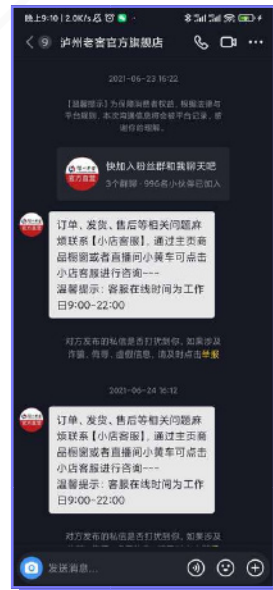 晚上9:10 | 2.0K/s
9 泸州老窖官方旗舰店
2021-06-23 16:22
【温馨提示】为保障消费者权益，根据法律与
平台规则，本次沟通信息将会被平台记录，感
谢你的理解。
快加入粉丝群和我聊天吧
3个群聊 · 996名小伙伴已加入
订单、发货、售后等相关问题麻
烦联系【小店客服】，通过主页商
品橱窗或者直播间小黄车可点击
小店客服进行咨询---
温馨提示：客服在线时间为工作
日9:00-22:00
对方发布的私信是否打扰到你，如果涉及
诈骗、侮辱、虚假信息，请及时点击举报
2021-06-24 16:12
订单、发货、售后等相关问题麻
烦联系【小店客服】，通过主页商
品橱窗或者直播间小黄车可点击
小店客服进行咨询---
温馨提示：客服在线时间为工作
日9:00-22:00
对方发布的私信是否打扰到你，如果涉及
发送消息...